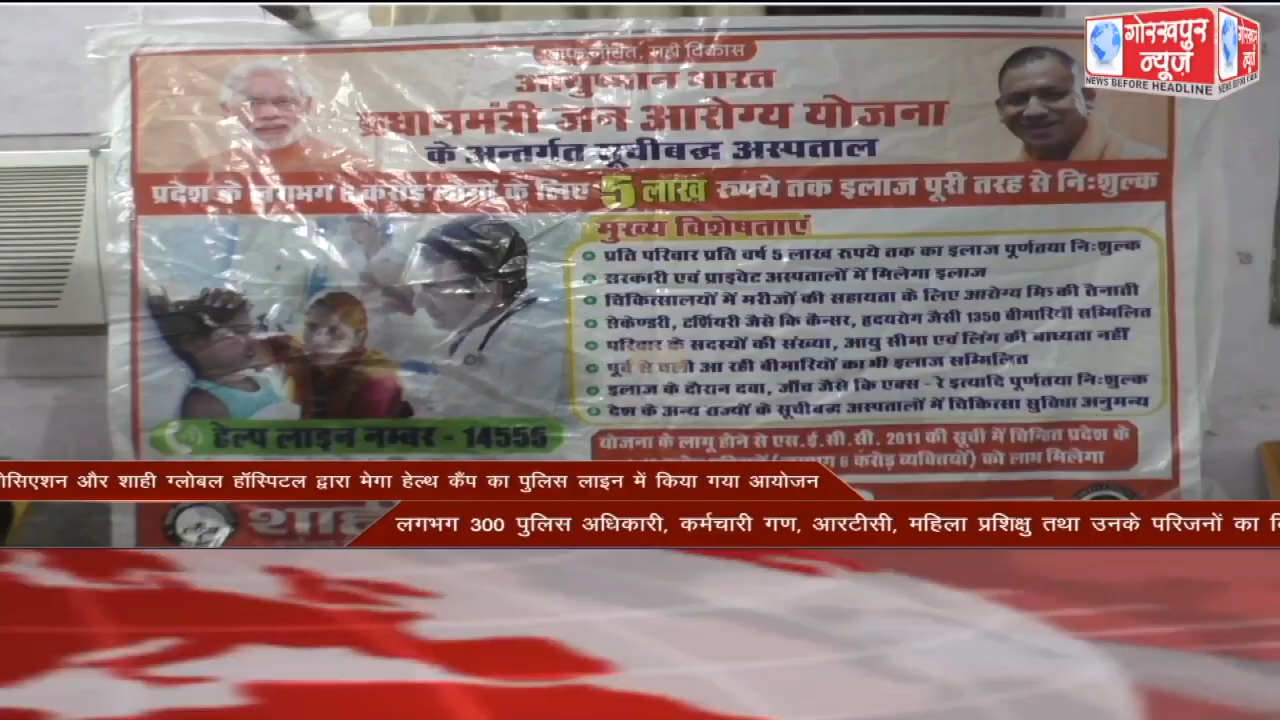 गोरखपुर
न्यूज़
NEWS BEFORE HEADLINE
साफ नीयत, सही विकास
आयुष्मान भारत
प्रधानमंत्री जन आरोग्य योजना
के अन्तर्गत सूचीबद्ध अस्पताल
प्रदेश के लगभग 6 करोड़ लोगों के लिए 5 लाख रूपये तक इलाज पूरी तरह से निःशुल्क
मुख्य विशेषताएं
प्रति परिवार प्रति वर्ष 5 लाख रूपये तक का इलाज पूर्णतया निःशुल्क
सरकारी एवं प्राइवेट अस्पतालों में मिलेगा इलाज
चिकित्सालयों में मरीजों की सहायता के लिए आरोग्य की तैनाती
सेकेण्डरी, टर्शियरी जैसे कि कैन्सर, हृदयरोग जैसी 1350 बीमारियाँ सम्मिलित
परिवार के सदस्यों की संख्या, आयु सीमा एवं लिंग की बाध्यता नहीं
पूर्व से चली आ रही बीमारियों का भी इलाज सम्मिलित
इलाज के दौरान दवा, जाँच जैसे कि एक्स - रे इत्यादि पूर्णतया निःशुल्क
देश के अन्य राज्यों के सूचीबद्ध अस्पतालों में चिकित्सा सुविधा अनुमन्य
हेल्प लाइन नम्बर - 14555
योजना के लागू होने से एस.ई.सी.सी. 2011 की सूची में चिन्हित प्रदेश के
6 करोड़ व्यक्तियों) को लाभ मिलेगा
ोसिएशन और शाही ग्लोबल हॉस्पिटल द्वारा मेगा हेल्थ कैंप का पुलिस लाइन में किया गया आयोजन
लगभग 300 पुलिस अधिकारी, कर्मचारी गण, आरटीसी, महिला प्रशिक्षु तथा उनके परिजनों का